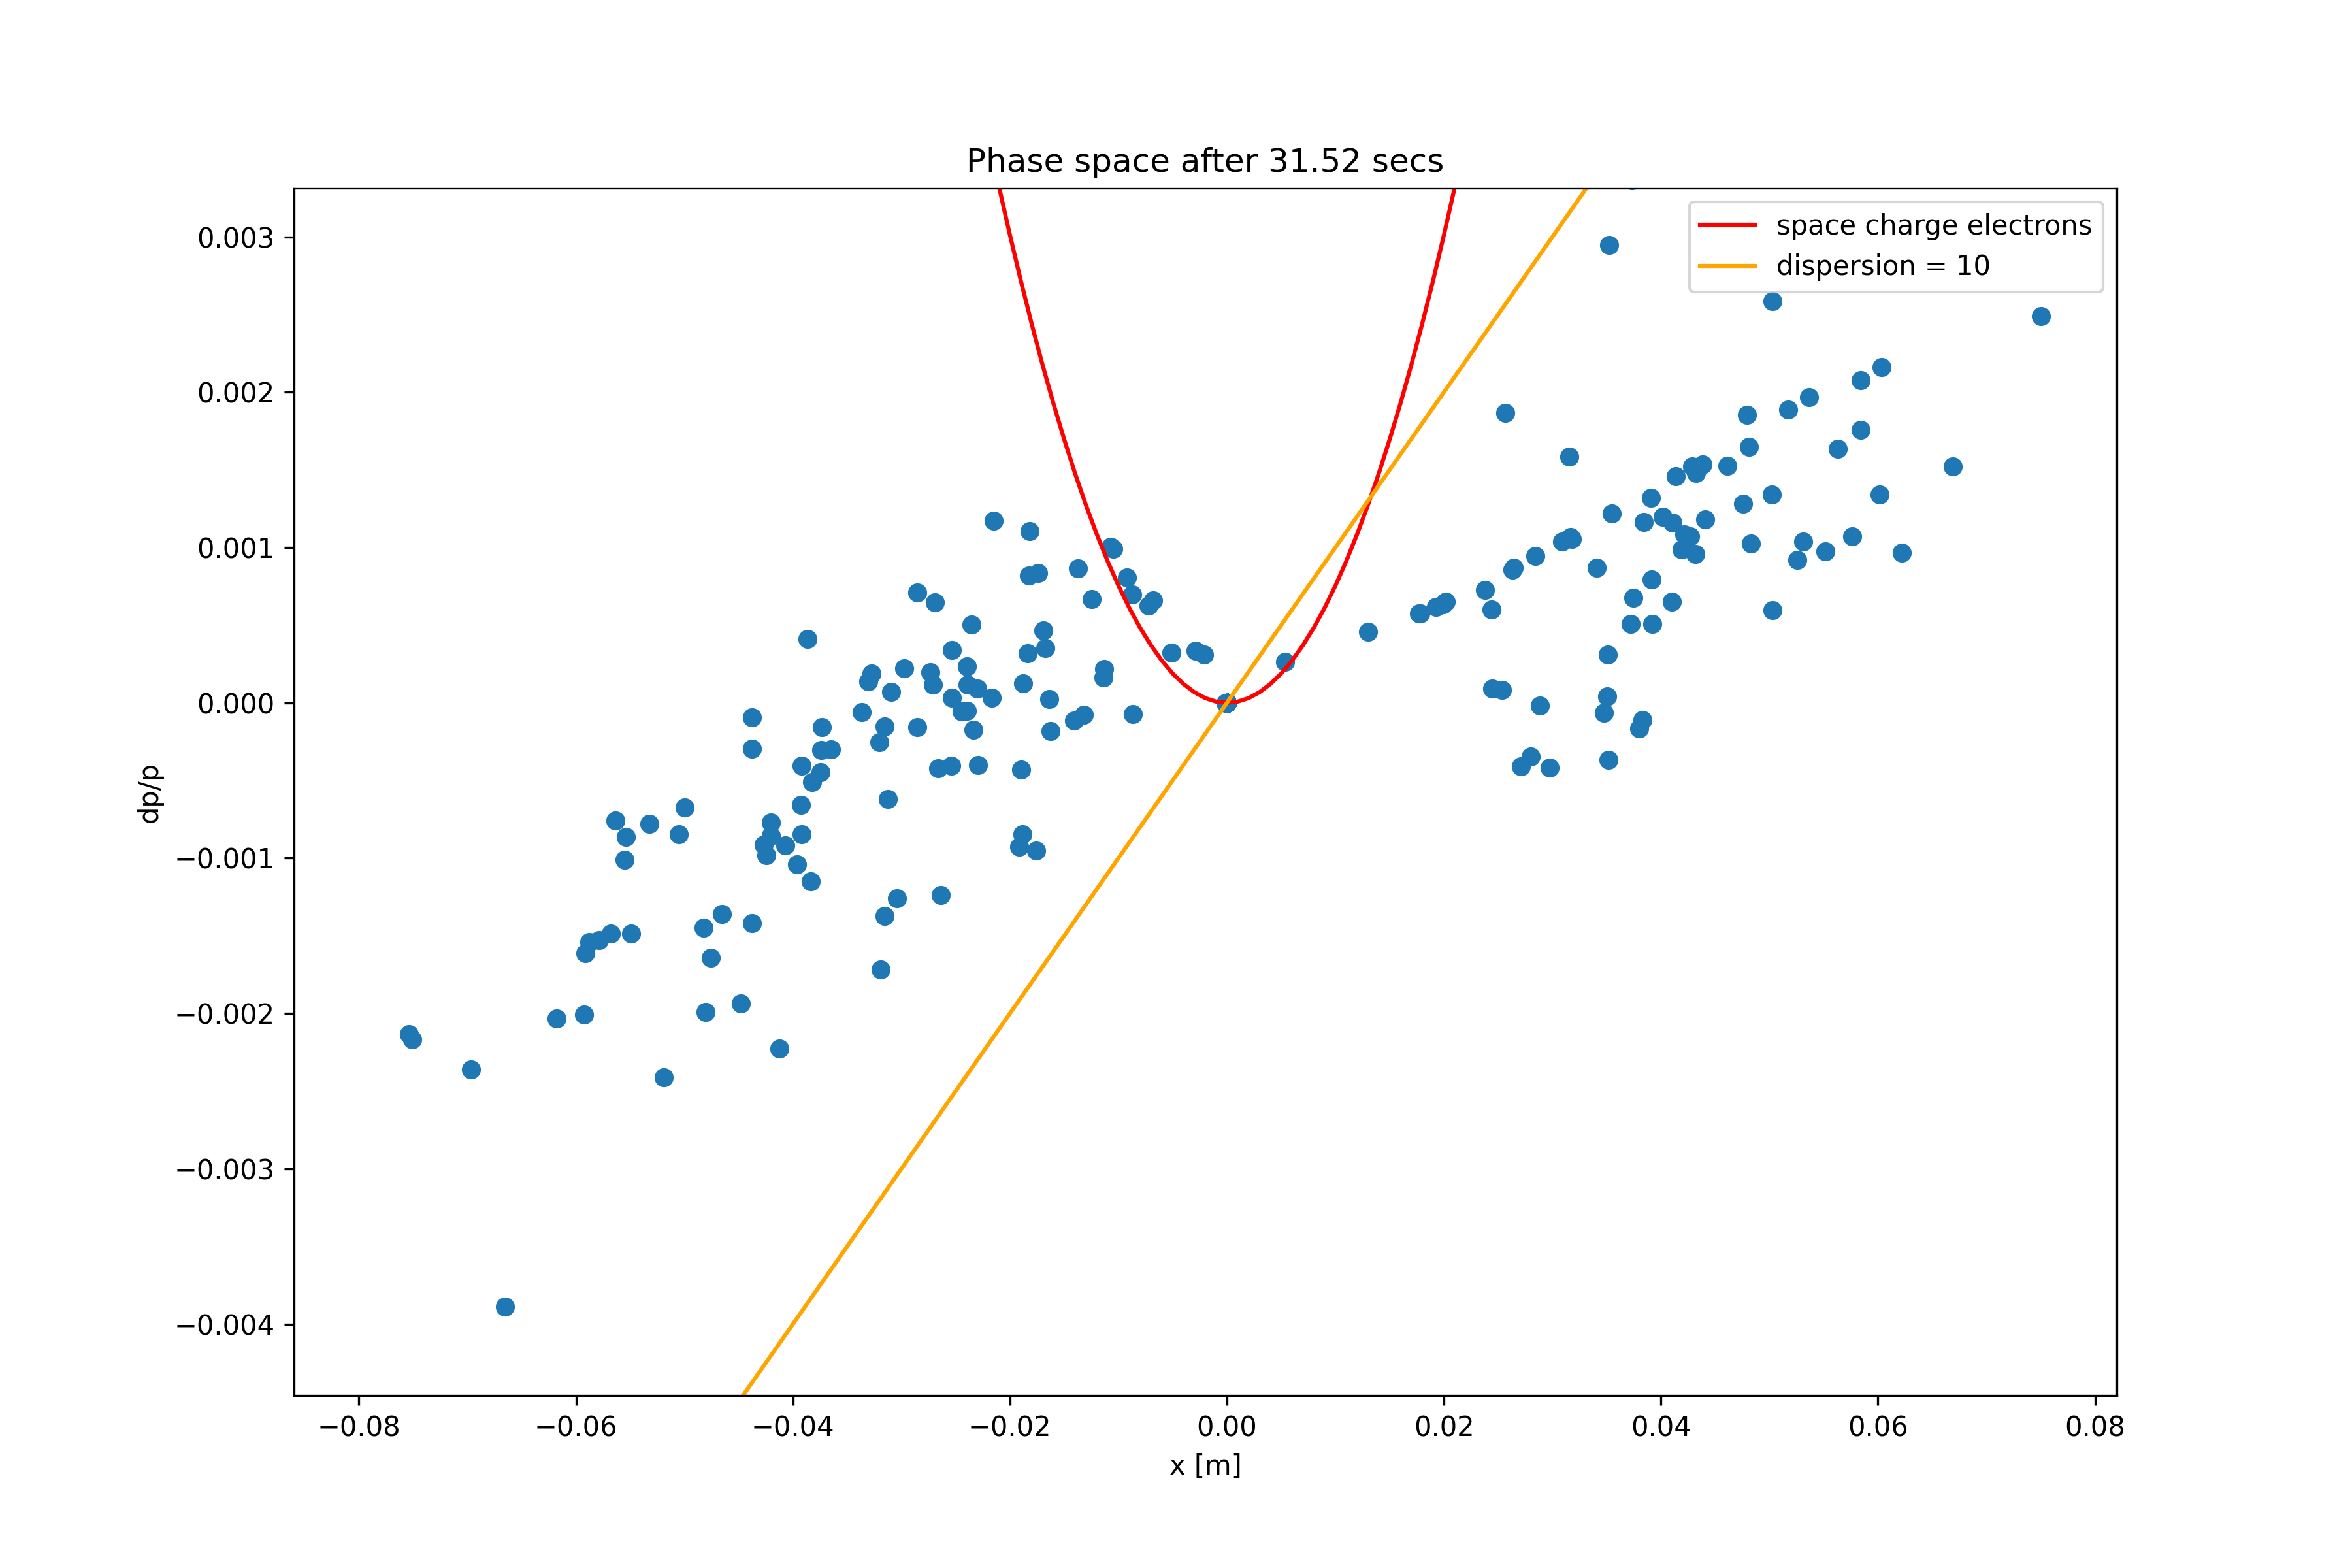 Phase space after 31.52 secs
space charge electrons
dispersion = 10
0.003
0.002
0.001
0.000
−0.001
−0.002
−0.003
−0.004
dp/p
−0.08 −0.06 −0.04 −0.02 0.00 0.02 0.04 0.06 0.08
x [m]